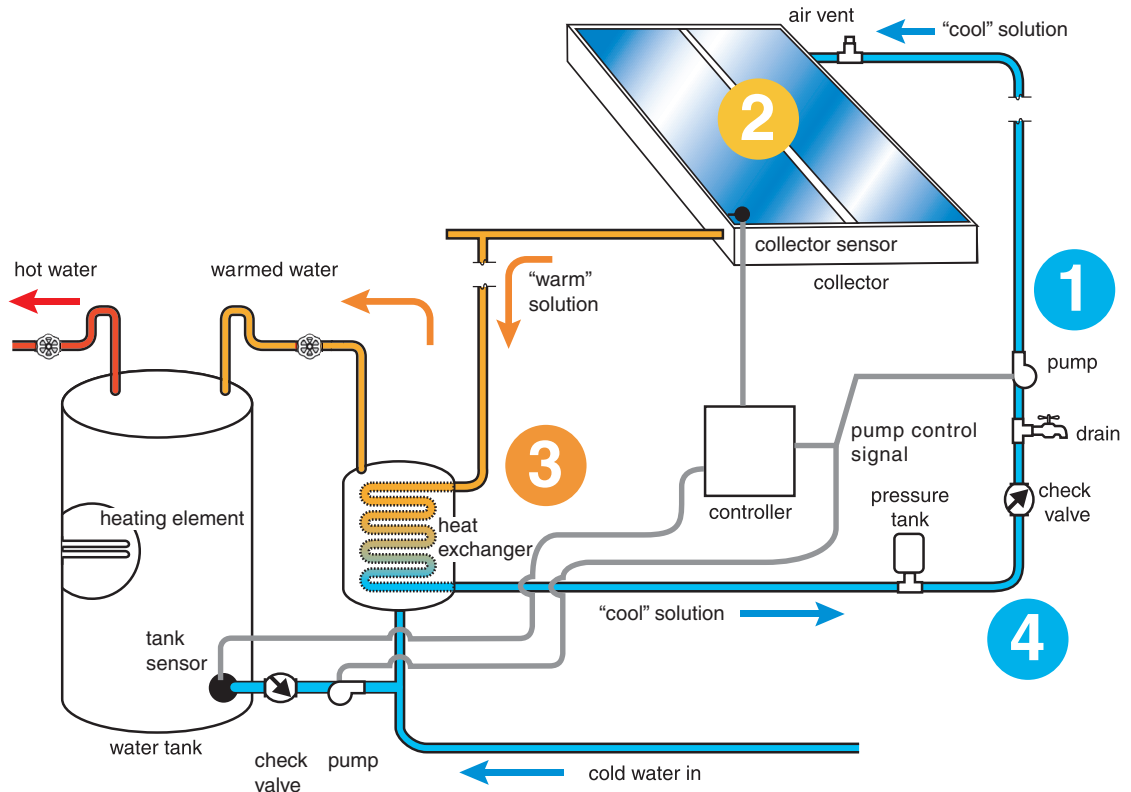 air vent
“cool” solution
2
collector sensor
collector
hot water
warmed water
“warm”
solution
1
pump
drain
pump control
signal
3
controller
pressure
tank
check
valve
heating element
heat
exchanger
“cool” solution
4
tank
sensor
water tank
check
valve
pump
cold water in